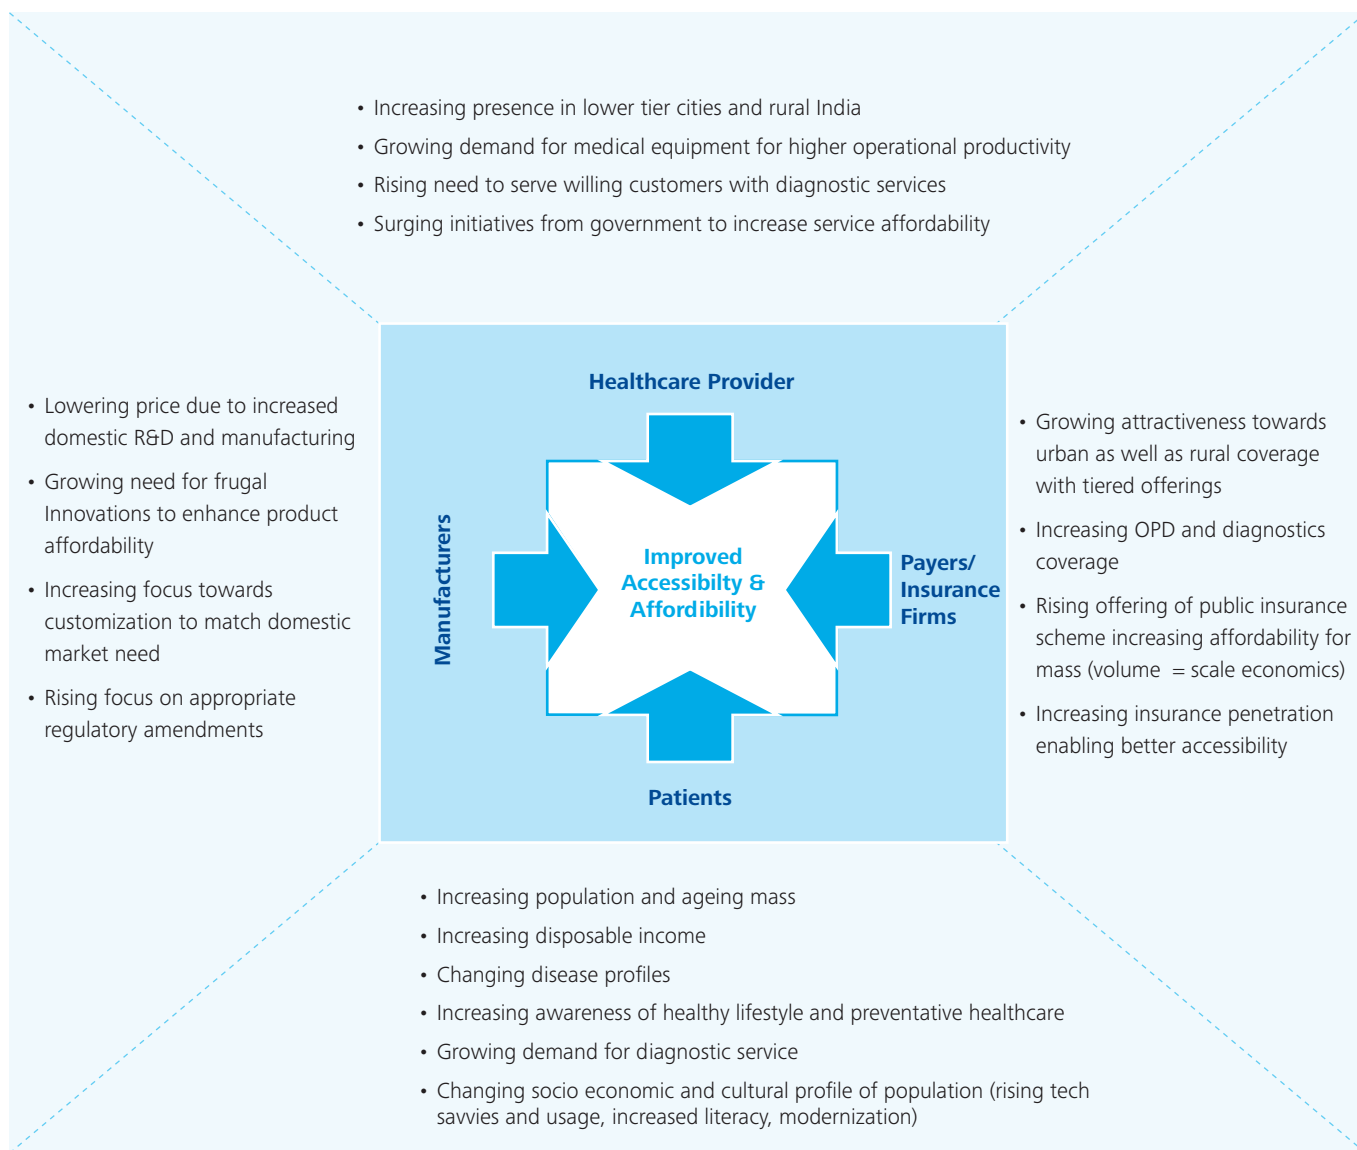 • Increasing presence in lower tier cities and rural India
• Growing demand for medical equipment for higher operational productivity
• Rising need to serve willing customers with diagnostic services
• Surging initiatives from government to increase service affordability
• Lowering price due to increased
domestic R&D and manufacturing
• Growing need for frugal
Innovations to enhance product
affordability
• Increasing focus towards
customization to match domestic
market need
• Rising focus on appropriate
regulatory amendments
Healthcare Provider
Manufacturers
Improved
Accessibilty &
Affordibility
Payers/
Insurance
Firms
Patients
• Growing attractiveness towards
urban as well as rural coverage
with tiered offerings
• Increasing OPD and diagnostics
coverage
• Rising offering of public insurance
scheme increasing affordability for
mass (volume = scale economics)
• Increasing insurance penetration
enabling better accessibility
• Increasing population and ageing mass
• Increasing disposable income
• Changing disease profiles
• Increasing awareness of healthy lifestyle and preventative healthcare
• Growing demand for diagnostic service
• Changing socio economic and cultural profile of population (rising tech
savvies and usage, increased literacy, modernization)